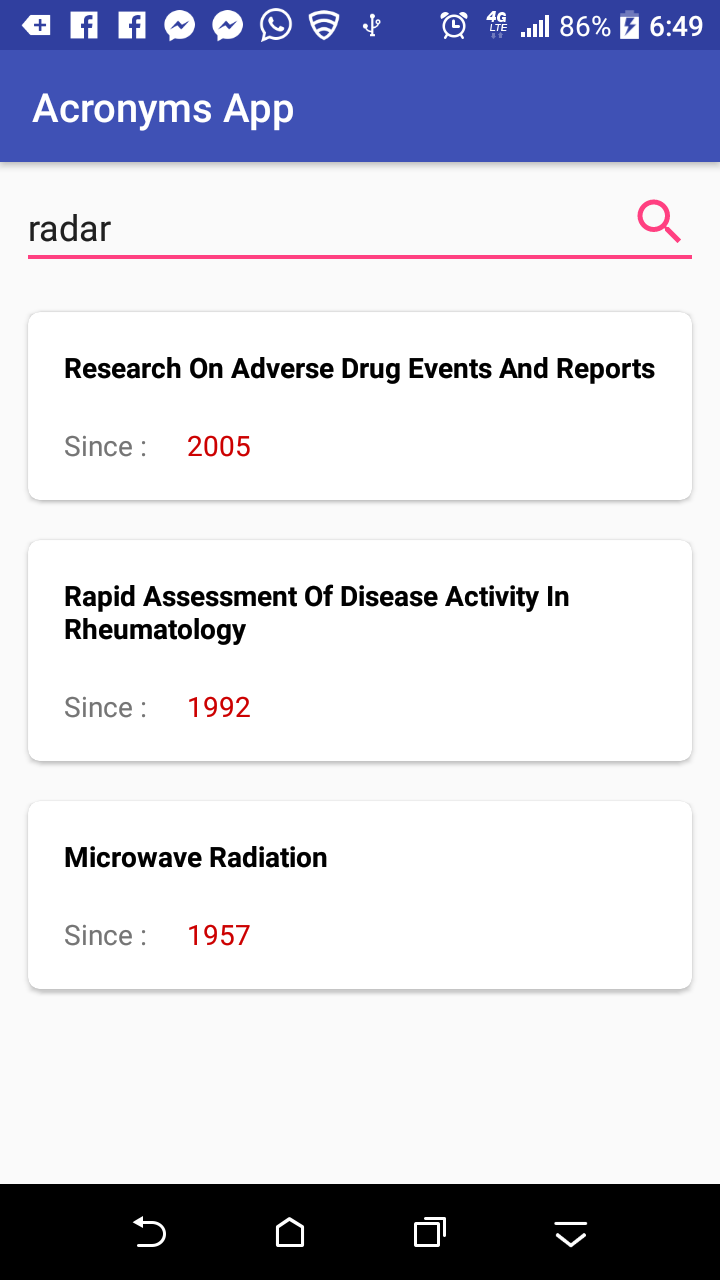 4G LTE 86% 6:49
Acronyms App
radar
Research On Adverse Drug Events And Reports
Since : 2005
Rapid Assessment Of Disease Activity In
Rheumatology
Since : 1992
Microwave Radiation
Since : 1957